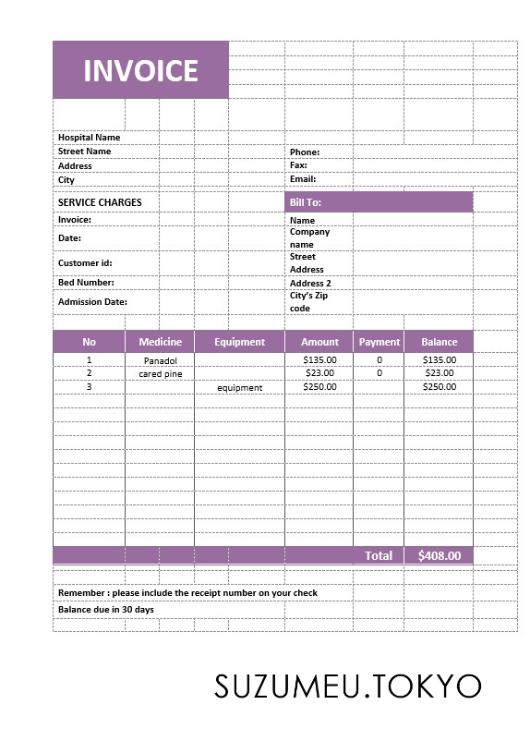 INVOICE
Hospital Name
Street Name Phone:
Address Fax:
City Email:
SERVICE CHARGES Bill To:
Invoice: Name
Date: Company name
Customer id: Street Address
Bed Number: Address 2
Admission Date: City's Zip code
No Medicine Equipment Amount Payment Balance
1 Panadol $135.00 0 $135.00
2 cared pine $23.00 0 $23.00
3 equipment $250.00 $250.00
Total $408.00
Remember : please include the receipt number on your check
Balance due in 30 days
SUZUMEU.TOKYO